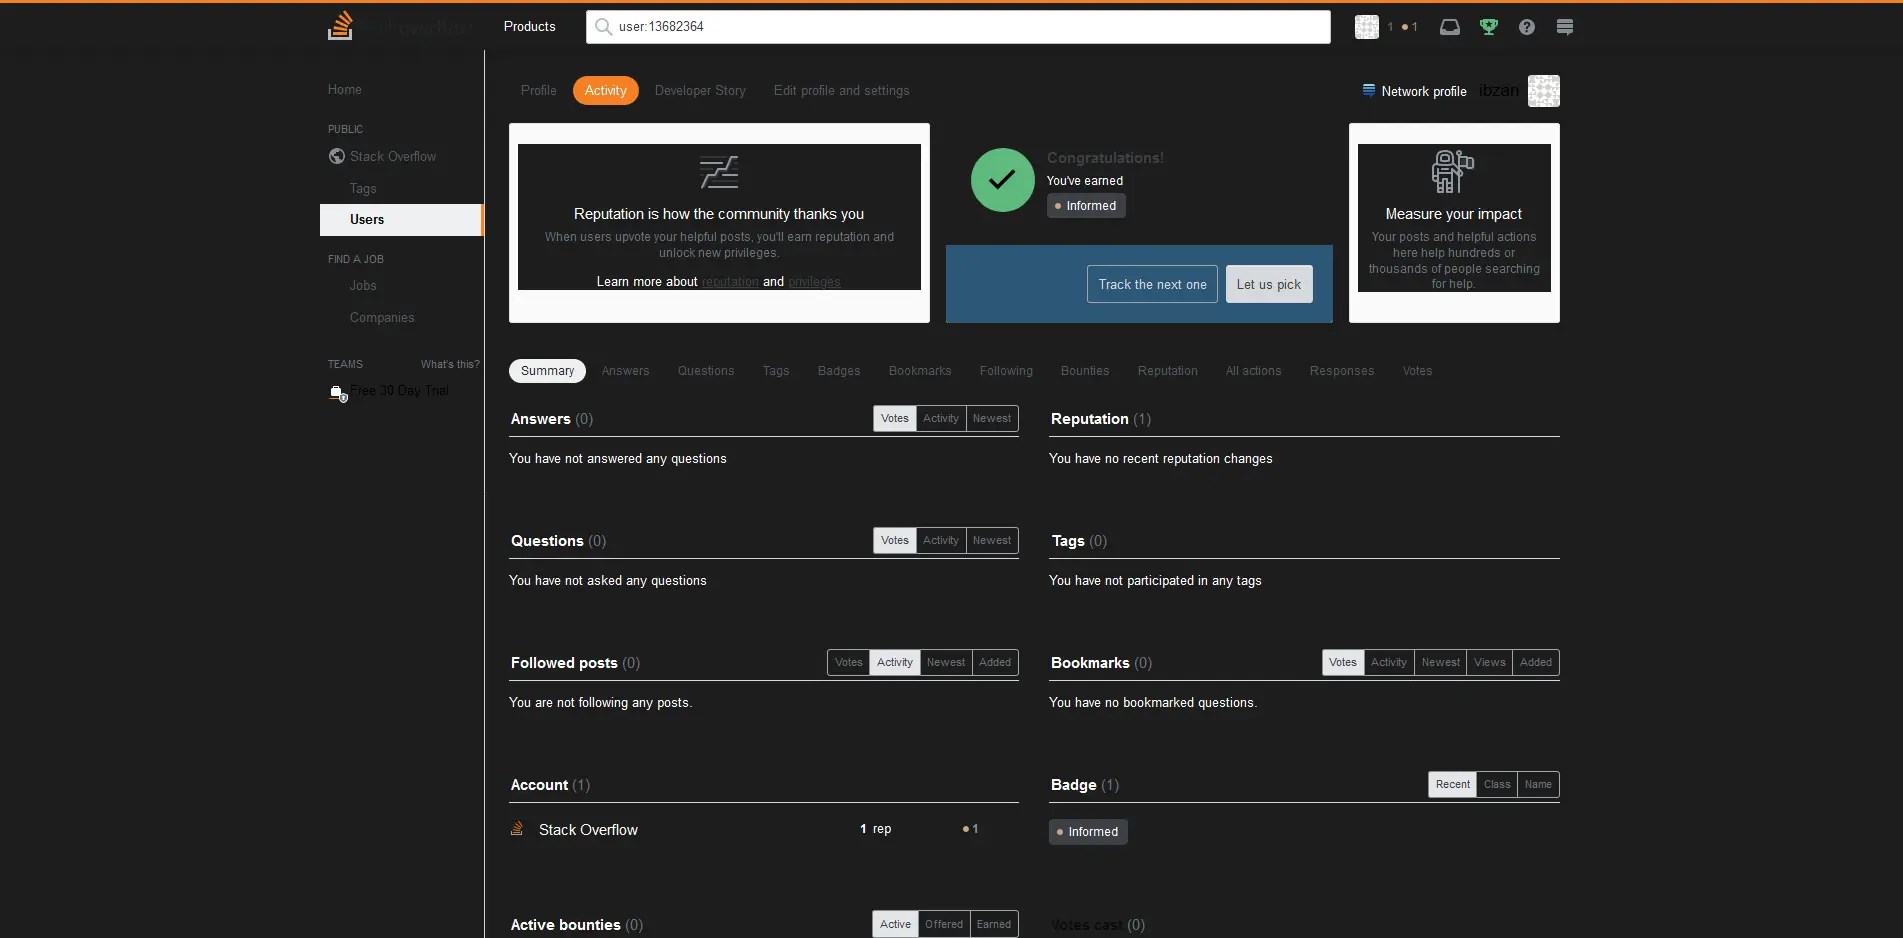 Products
user:13682364
1 ● 1
Home
PUBLIC
Stack Overflow
Tags
Users
FIND A JOB
Jobs
Companies
TEAMS What's this?
Free 30 Day Trial
Profile Activity Developer Story Edit profile and settings
Network profile ibzan
Reputation is how the community thanks you
When users upvote your helpful posts, you'll earn reputation and
unlock new privileges.
Learn more about reputation and privileges
Congratulations!
You've earned
● Informed
Track the next one Let us pick
Measure your impact
Your posts and helpful actions
here help hundreds or
thousands of people searching
for help.
Summary Answers Questions Tags Badges Bookmarks Following Bounties Reputation All actions Responses Votes
Answers (0) Votes Activity Newest
You have not answered any questions
Reputation (1)
You have no recent reputation changes
Questions (0) Votes Activity Newest
You have not asked any questions
Tags (0)
You have not participated in any tags
Followed posts (0) Votes Activity Newest Added
You are not following any posts.
Bookmarks (0) Votes Activity Newest Views Added
You have no bookmarked questions.
Account (1)
Stack Overflow 1 rep ● 1
Badge (1) Recent Class Name
● Informed
Active bounties (0) Active Offered Earned
Votes cast (0)